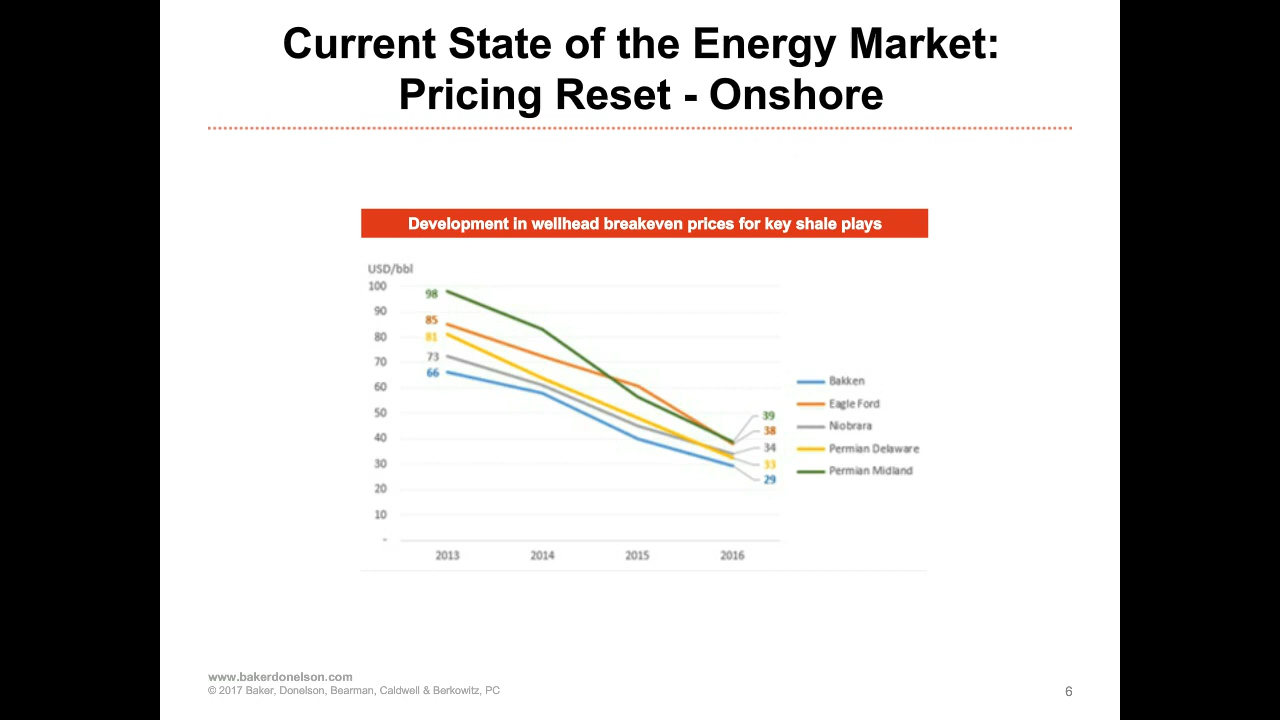 Current State of the Energy Market:
Pricing Reset - Onshore
Development in wellhead breakeven prices for key shale plays
USD/bbl
100
90
80
70
60
50
40
30
20
10
-
98
85
81
73
66
39
38
34
33
29
2013 2014 2015 2016
Bakken
Eagle Ford
Niobrara
Permian Delaware
Permian Midland
www.bakerdonelson.com
© 2017 Baker, Donelson, Bearman, Caldwell & Berkowitz, PC
6